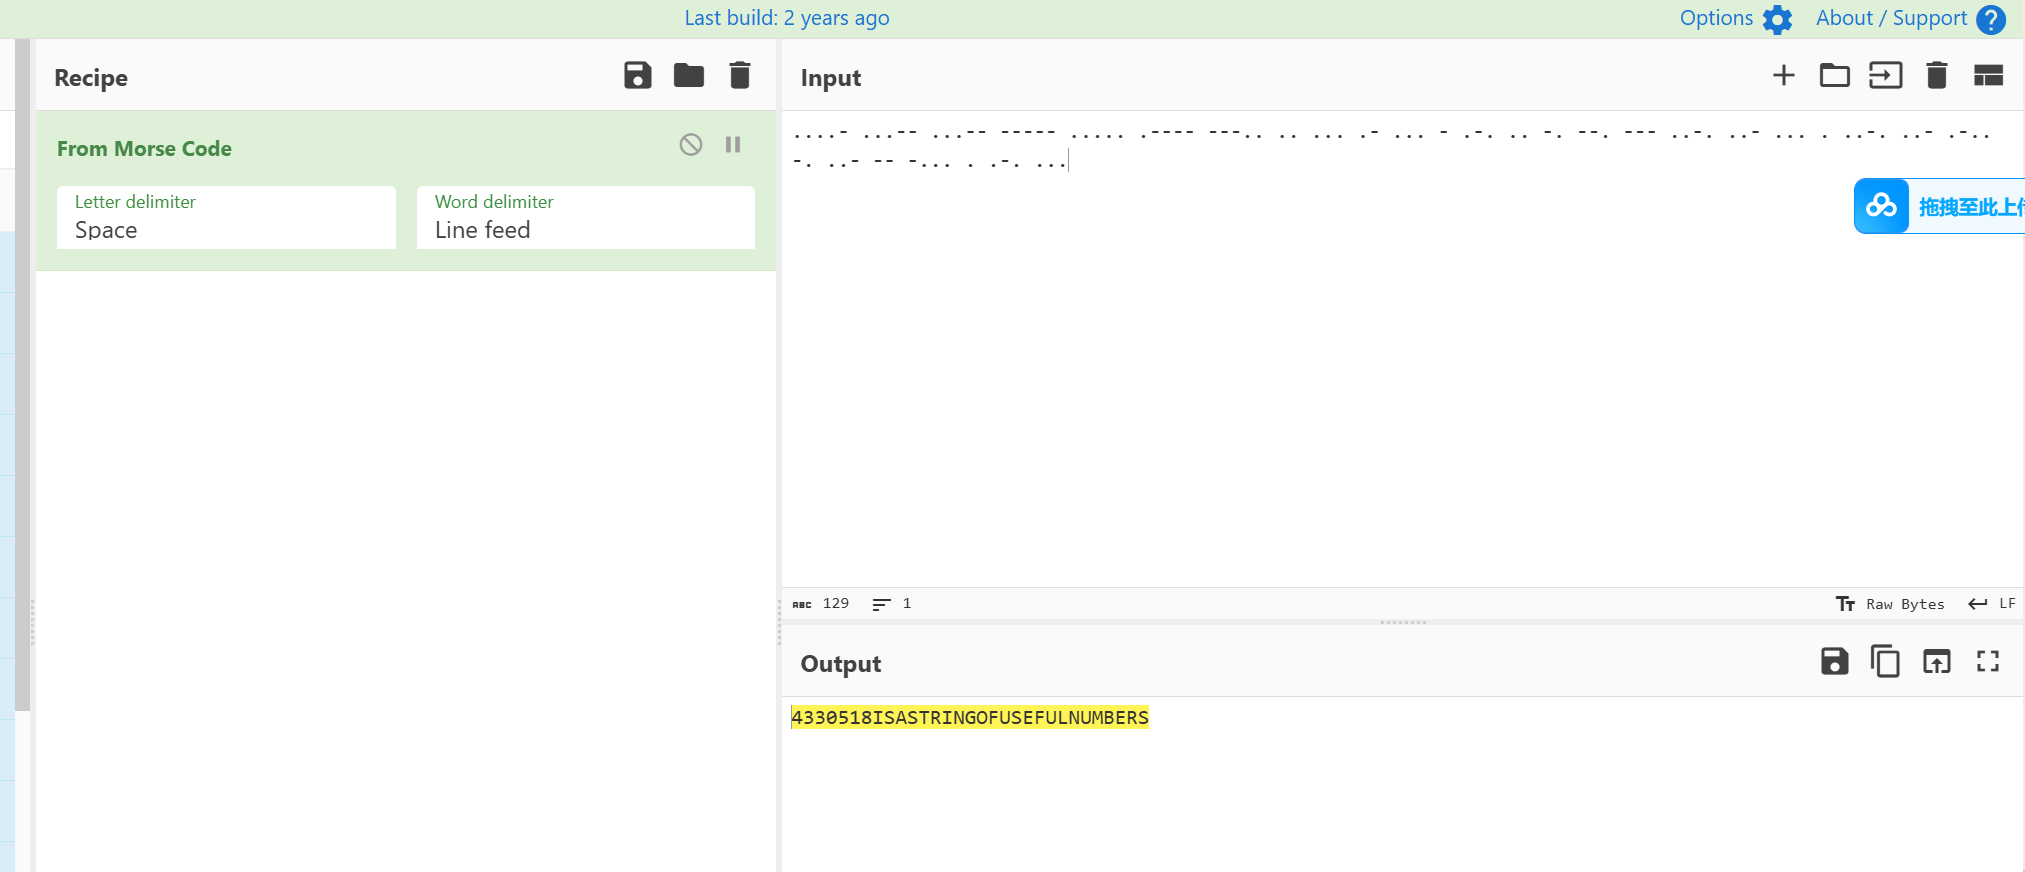 Last build: 2 years ago
Options
About / Support
?
Recipe
Input
From Morse Code
Letter delimiter
Space
Word delimiter
Line feed
....- ...-- ...-- ----- ..... .---- ---.. .. ... .- ... - .-. .. -. --. --- ..-. ..- ... . ..-. ..- .-..
-. ..- -- -... . .-. ...
拖拽至此上
ABC 129
1
Raw Bytes
LF
Output
4330518ISASTRINGOFUSEFULNUMBERS